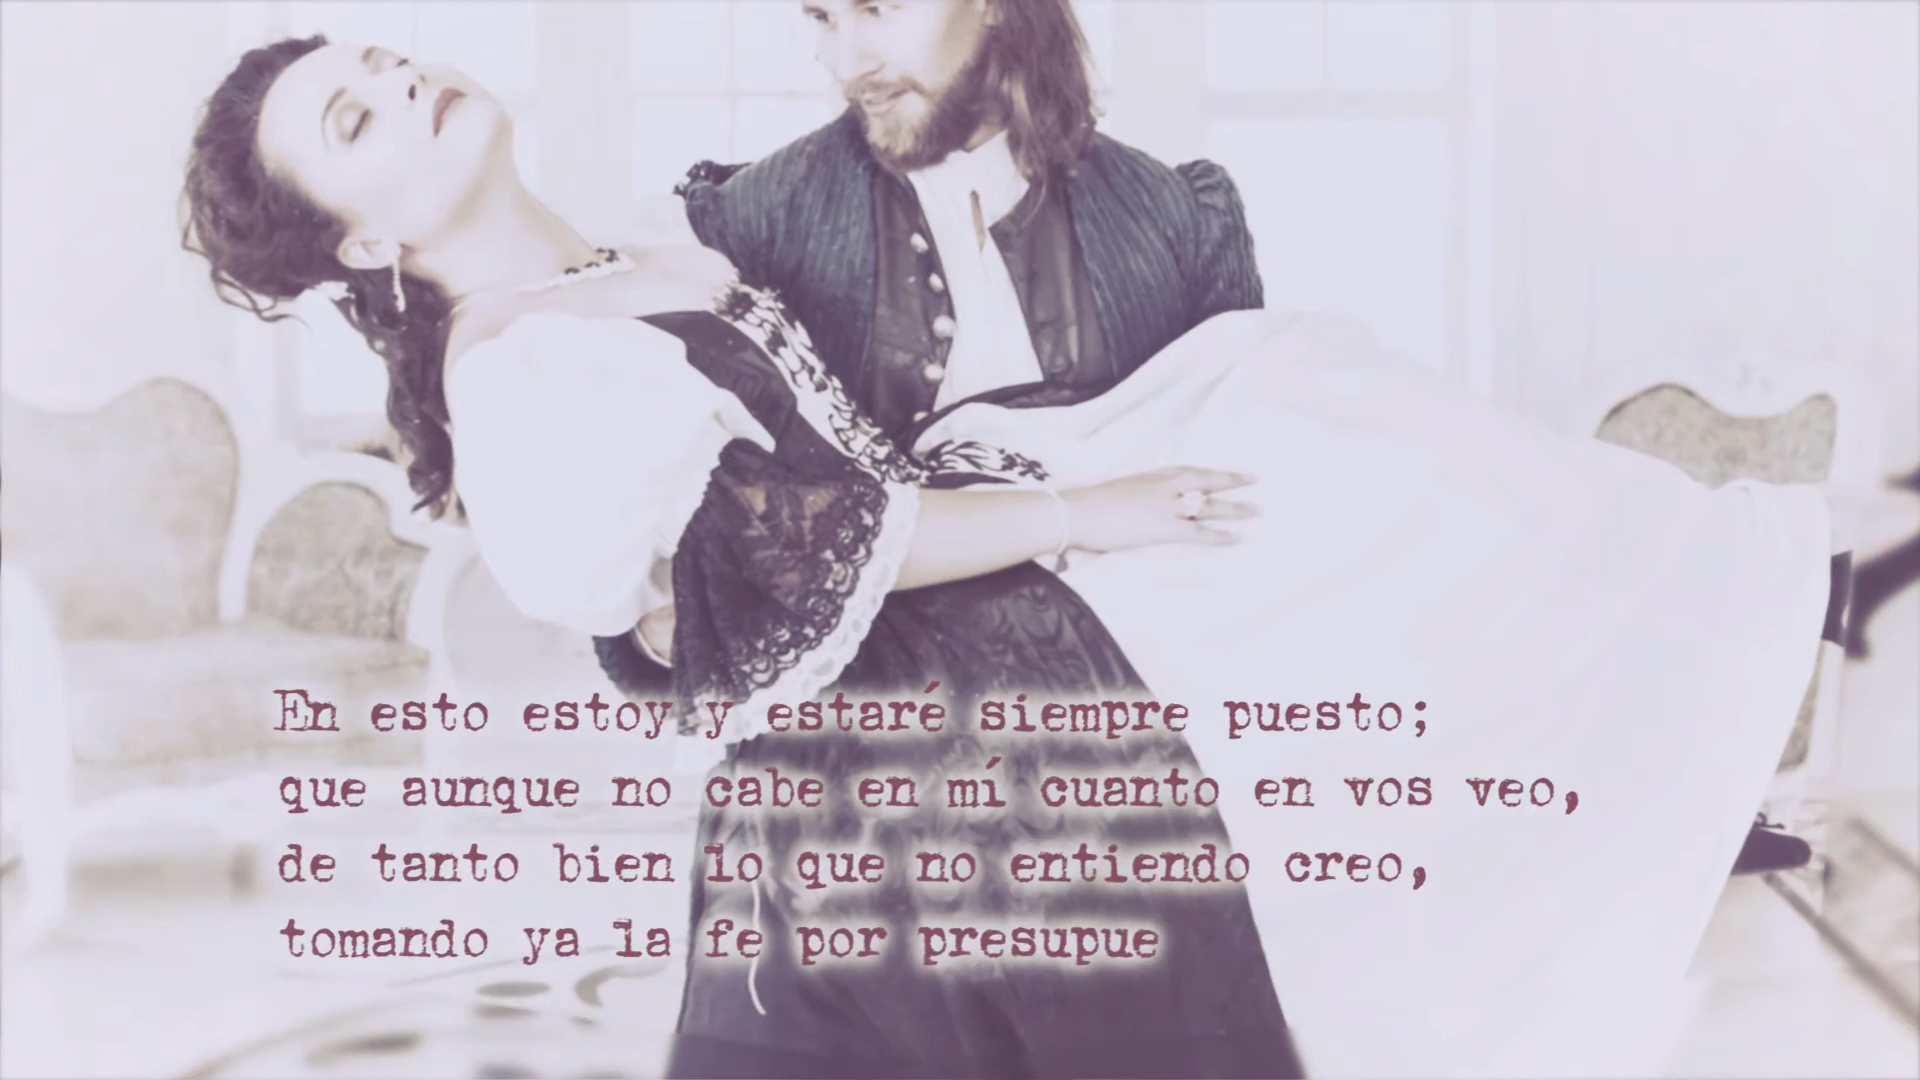 En esto estoy y estaré siempre puesto;
que aunque no cabe en mí cuanto en vos veo,
de tanto bien lo que no entiendo creo,
tomando ya la fe por presupue